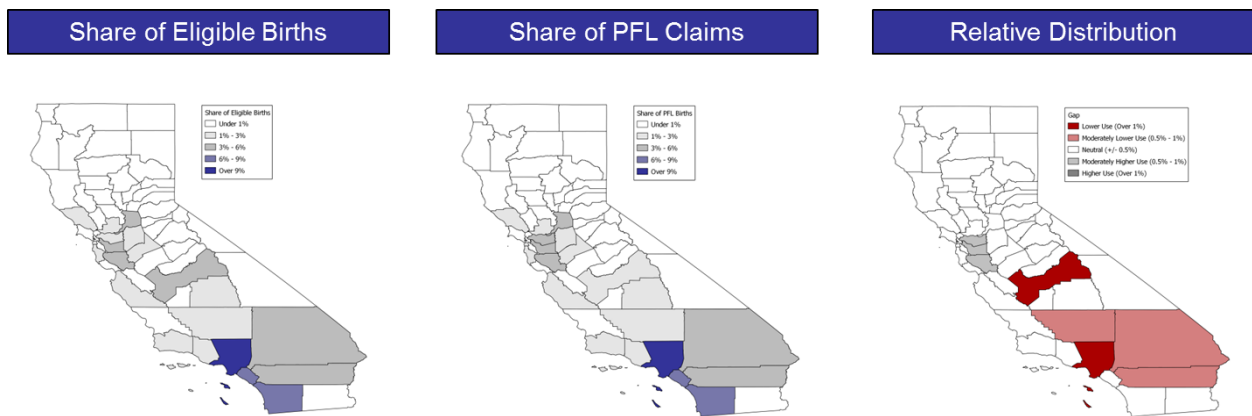 Share of Eligible Births
Share of PFL Claims
Relative Distribution
Share of Eligible Births
Under 1%
1% - 3%
3% - 6%
6% - 9%
Over 9%
Share of PFL Births
Under 1%
1% - 3%
3% - 6%
6% - 9%
Over 9%
Gap
Lower Use (Over 1%)
Moderately Lower Use (0.5% - 1%)
Neutral (+/- 0.5%)
Moderately Higher Use (0.5% - 1%)
Higher Use (Over 1%)